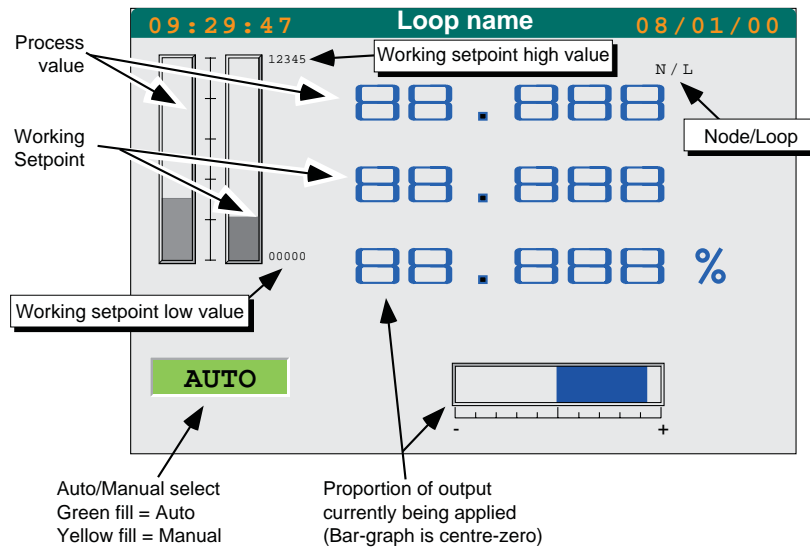 09:29:47 Loop name 08/01/00
Process
value
12345
Working setpoint high value
N/L
88.888
Node/Loop
Working
Setpoint
88.888
00000
88.888 %
Working setpoint low value
AUTO
- +
Auto/Manual select
Green fill = Auto
Yellow fill = Manual
Proportion of output
currently being applied
(Bar-graph is centre-zero)